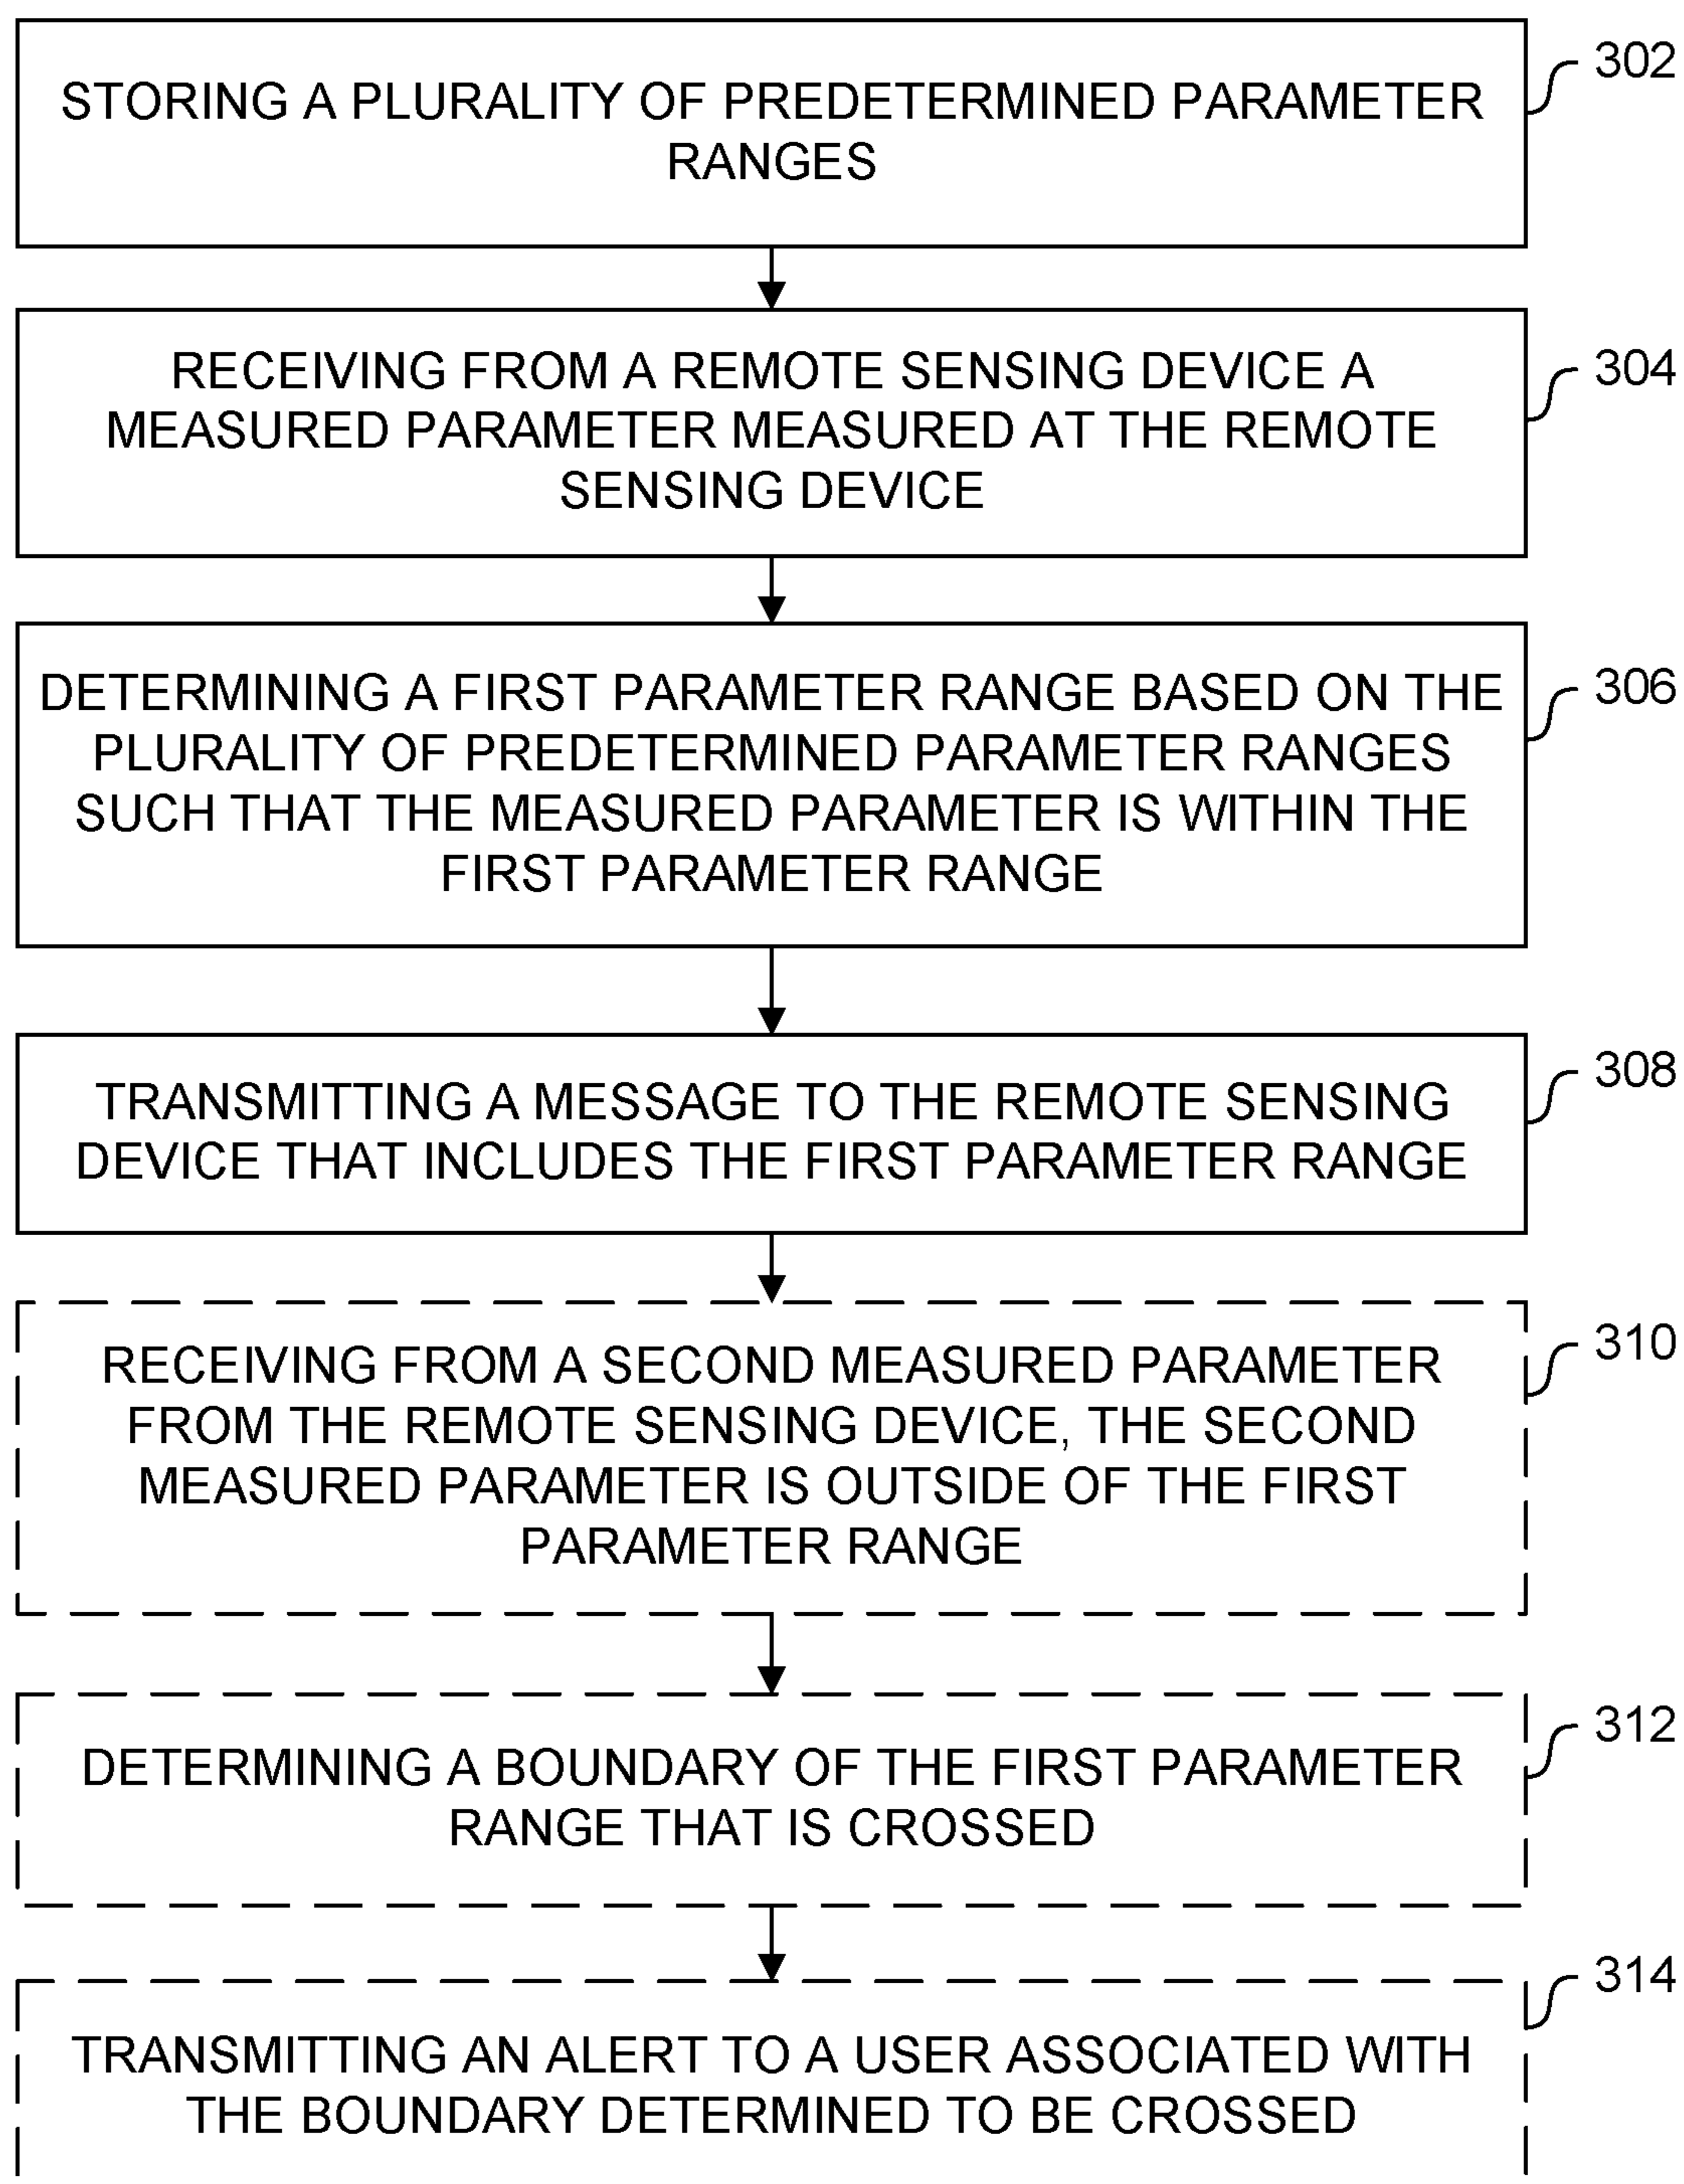 STORING A PLURALITY OF PREDETERMINED PARAMETER
RANGES
302
RECEIVING FROM A REMOTE SENSING DEVICE A
MEASURED PARAMETER MEASURED AT THE REMOTE
SENSING DEVICE
304
DETERMINING A FIRST PARAMETER RANGE BASED ON THE
PLURALITY OF PREDETERMINED PARAMETER RANGES
SUCH THAT THE MEASURED PARAMETER IS WITHIN THE
FIRST PARAMETER RANGE
306
TRANSMITTING A MESSAGE TO THE REMOTE SENSING
DEVICE THAT INCLUDES THE FIRST PARAMETER RANGE
308
RECEIVING FROM A SECOND MEASURED PARAMETER
FROM THE REMOTE SENSING DEVICE, THE SECOND
MEASURED PARAMETER IS OUTSIDE OF THE FIRST
PARAMETER RANGE
310
DETERMINING A BOUNDARY OF THE FIRST PARAMETER
RANGE THAT IS CROSSED
312
TRANSMITTING AN ALERT TO A USER ASSOCIATED WITH
THE BOUNDARY DETERMINED TO BE CROSSED
314